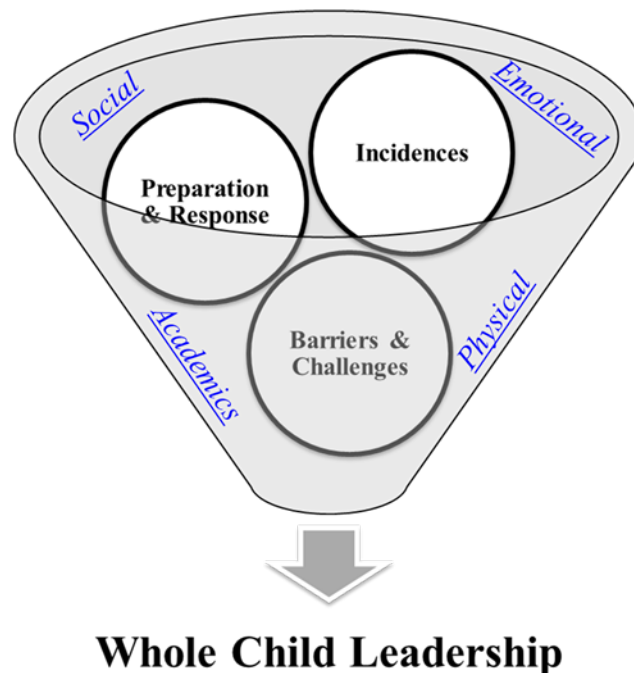 Social
Emotional
Incidences
Preparation
& Response
Academics
Physical
Barriers &
Challenges
Whole Child Leadership